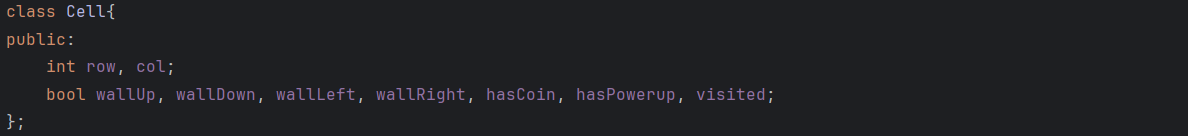 class Cell{
public:
    int row, col;
    bool wallUp, wallDown, wallLeft, wallRight, hasCoin, hasPowerup, visited;
};